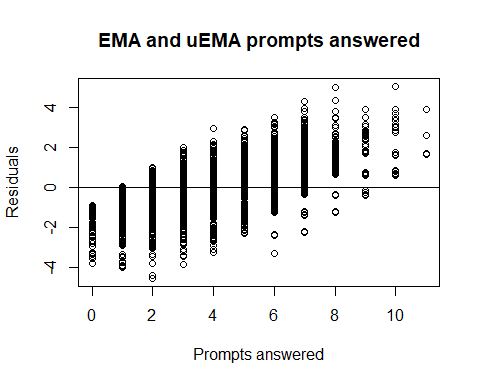 EMA and uEMA prompts answered
Residuals
4
2
0
-2
-4
0 2 4 6 8 10
Prompts answered